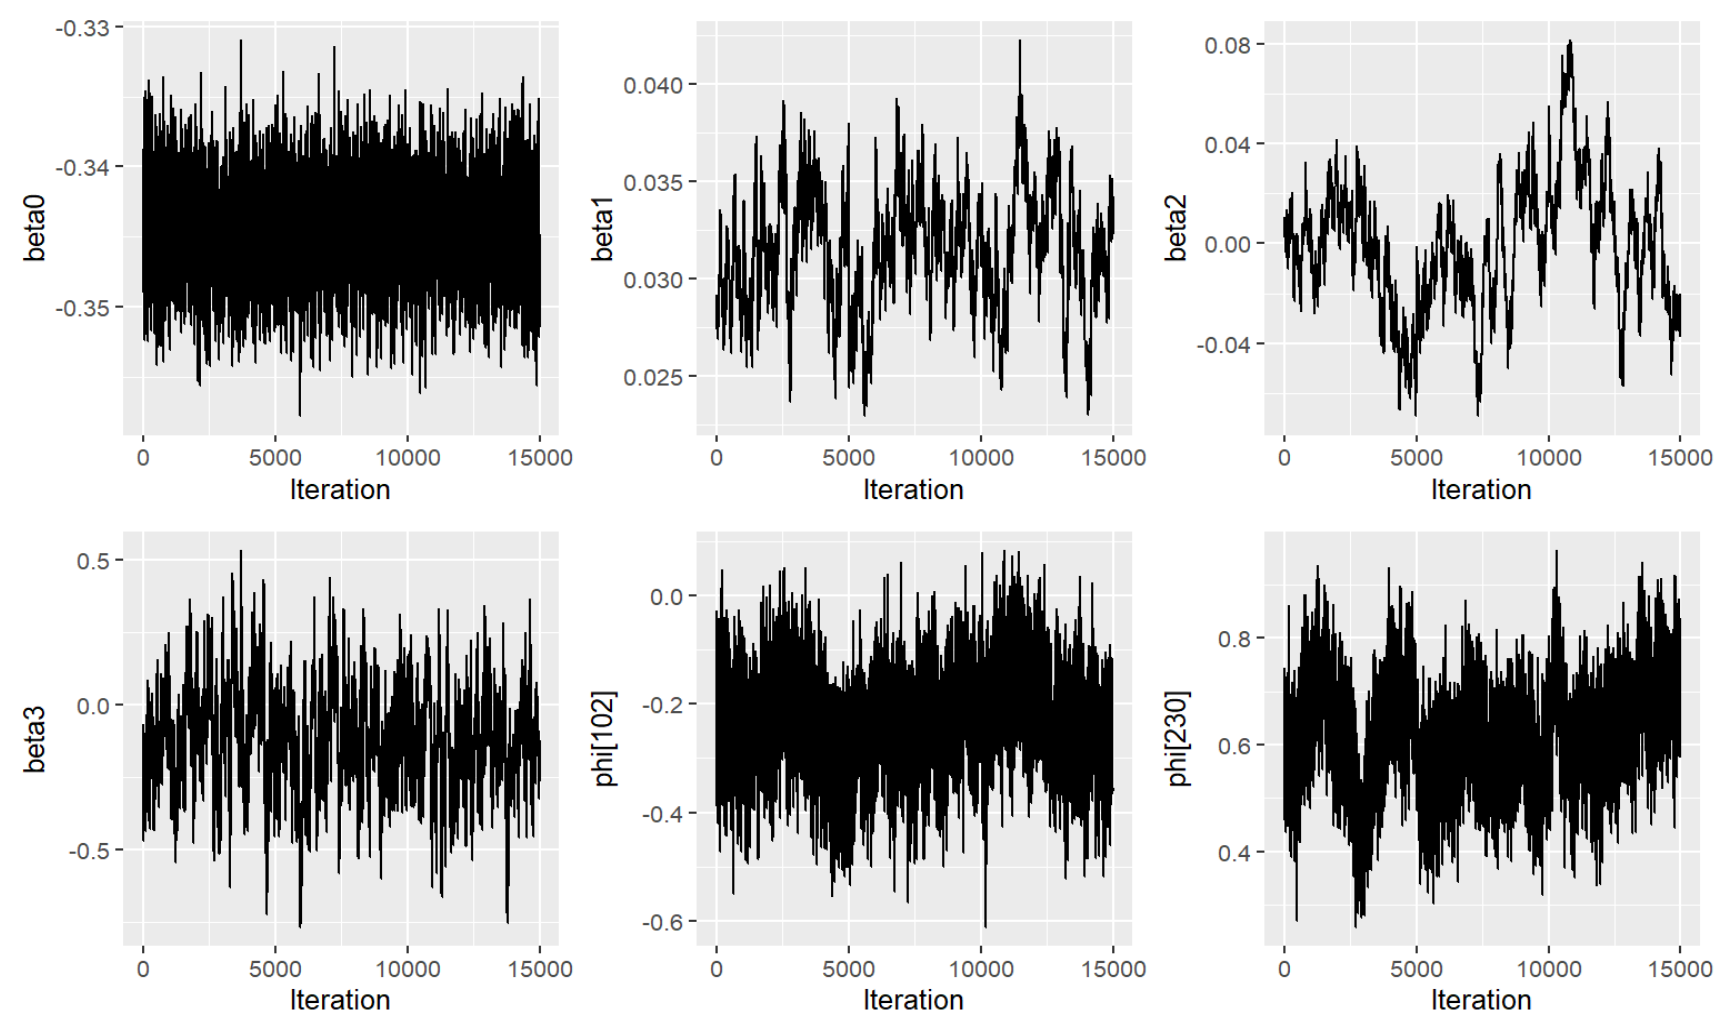 beta0
-0.33
-0.34
-0.35
0 5000 10000 15000
Iteration
beta1
0.040
0.035
0.030
0.025
0 5000 10000 15000
Iteration
beta2
0.08
0.04
0.00
-0.04
0 5000 10000 15000
Iteration
beta3
0.5
0.0
-0.5
0 5000 10000 15000
Iteration
phi[102]
0.0
-0.2
-0.4
-0.6
0 5000 10000 15000
Iteration
phi[230]
0.8
0.6
0.4
0 5000 10000 15000
Iteration